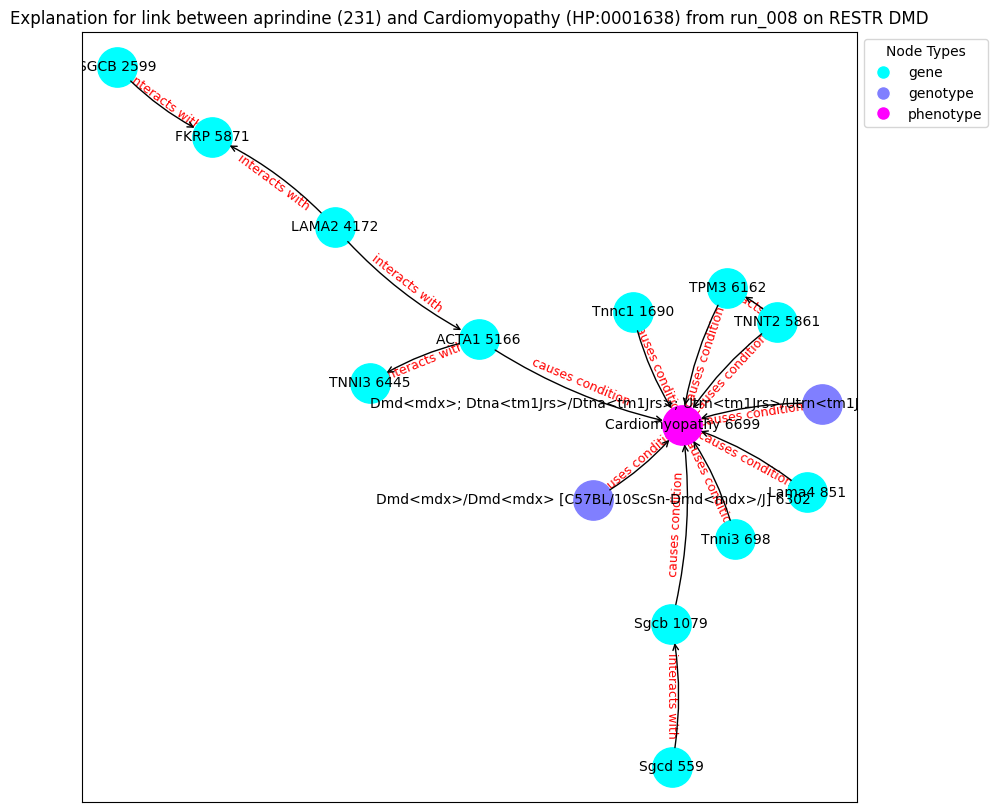 Explanation for link between aprindine (231) and Cardiomyopathy (HP:0001638) from run_008 on RESTR DMD
Node Types
gene
genotype
phenotype
SGCB 2599
interacts with
FKRP 5871
interacts with
LAMA2 4172
interacts with
ACTA1 5166
interacts with
TNNI3 6445
causes condition
Tnnc1 1690
causes condition
TPM3 6162
TNNT2 5861
causes condition
causes condition
Dmd<mdx>; Dtna<tm1Jrs>/Dtna<tm1Jrs>;
causes condition
Cardiomyopathy 6699
causes condition
Lama4 851
causes condition
Dmd<mdx>/Dmd<mdx> [C57BL/10ScSn-Dmd<mdx>/J] 6302
causes condition
Tnni3 698
causes condition
Sgcb 1079
interacts with
Sgcd 559